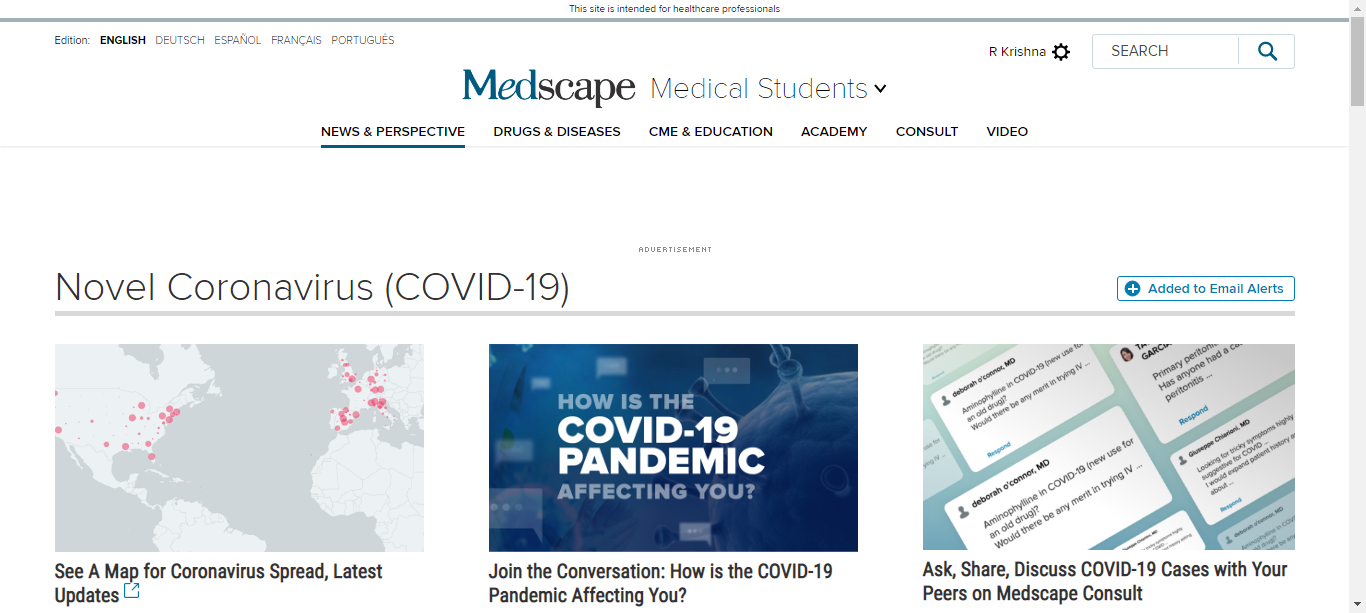 This site is intended for healthcare professionals
Edition: ENGLISH DEUTSCH ESPAÑOL FRANÇAIS PORTUGUÊS
R Krishna
SEARCH
Medscape Medical Students
NEWS & PERSPECTIVE DRUGS & DISEASES CME & EDUCATION ACADEMY CONSULT VIDEO
ADVERTISEMENT
Novel Coronavirus (COVID-19)
Added to Email Alerts
HOW IS THE
COVID-19
PANDEMIC
AFFECTING YOU?
deborah o'connor, MD
Aminophylline in COVID-19 (new use for
an old drug)?
Would there be any merit in trying IV ...
Respond
GARCIA
Primary peritoni
Has anyone had a ca
peritonitis ...
Respond
deborah o'connor, MD
Aminophylline in COVID-19 (new use for
an old drug)?
Would there be any merit in trying IV ...
Giuseppe Chierioni, MD
Looking for tricky symptoms highly
suggestive for COVID ...
I would expand patient history a
about ...
Respond
See A Map for Coronavirus Spread, Latest
Updates
Join the Conversation: How is the COVID-19
Pandemic Affecting You?
Ask, Share, Discuss COVID-19 Cases with Your
Peers on Medscape Consult